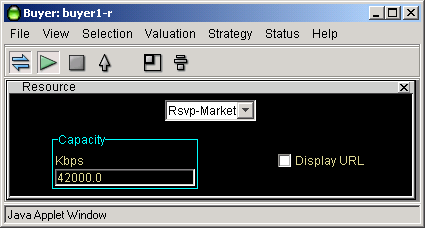 Buyer: buyer1-r
File View Selection Valuation Strategy Status Help
Resource
Rsvp-Market
Capacity
Kbps
42000.0
Display URL
Java Applet Window